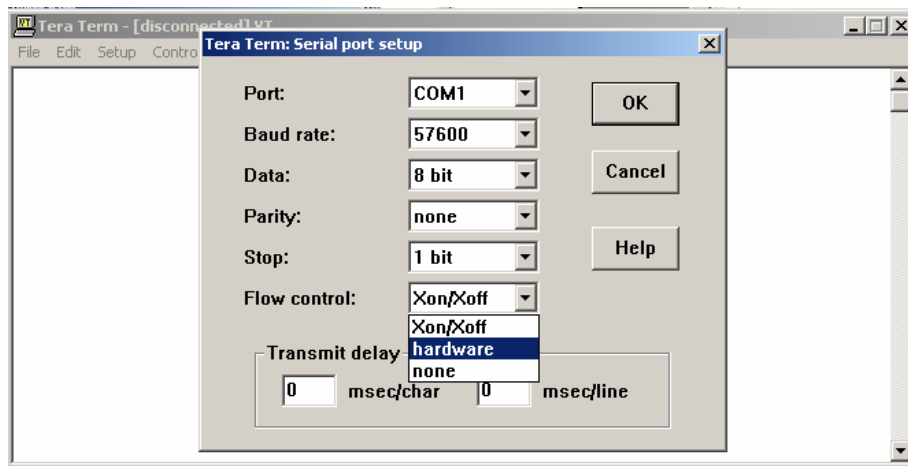 Tera Term - [disconnected] VT
File Edit Setup Contro
Tera Term: Serial port setup
Port: COM1
OK
Baud rate: 57600
Data: 8 bit
Cancel
Parity: none
Stop: 1 bit
Help
Flow control: Xon/Xoff
Xon/Xoff
hardware
none
Transmit delay
0 msec/char 0 msec/line